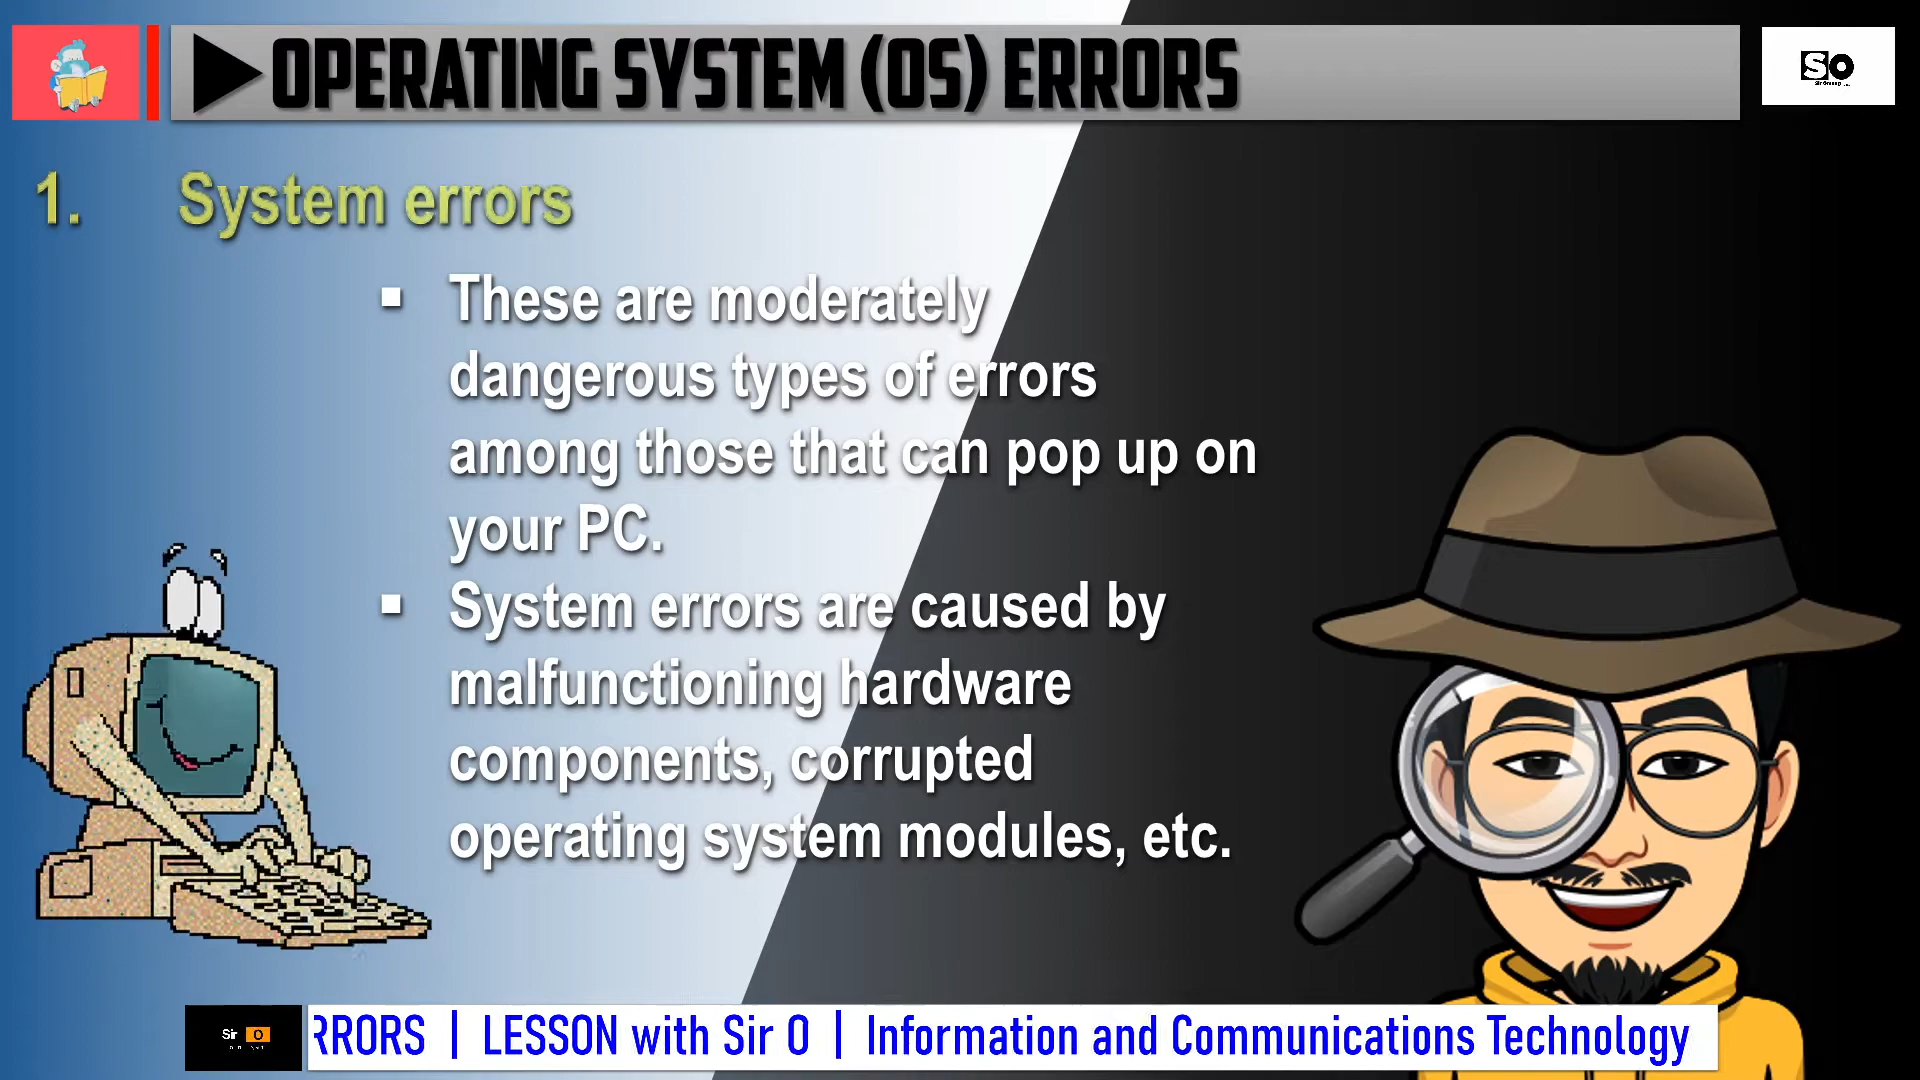 OPERATING SYSTEM (OS) ERRORS
SO
1. System errors
▪ These are moderately
dangerous types of errors
among those that can pop up on
your PC.
▪ System errors are caused by
malfunctioning hardware
components, corrupted
operating system modules, etc.
Sir O
RRORS | LESSON with Sir O | Information and Communications Technology